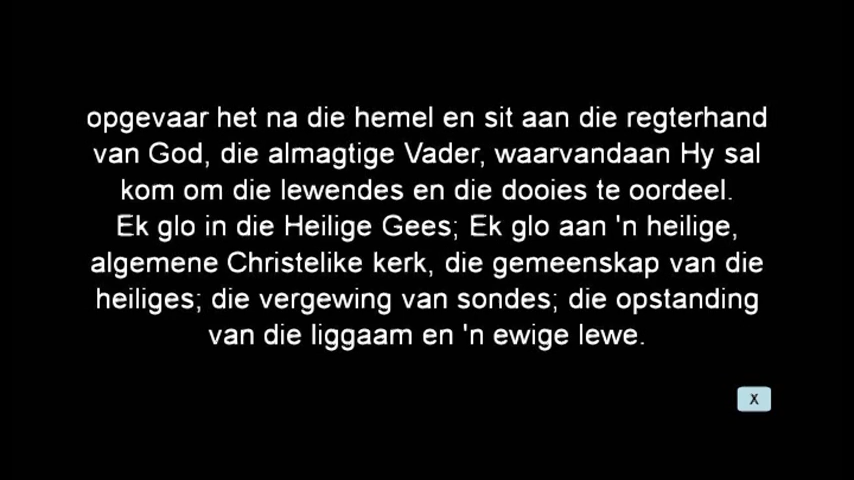 opgevaar het na die hemel en sit aan die regterhand
van God, die almagtige Vader, waarvandaan Hy sal
kom om die lewendes en die dooies te oordeel.
Ek glo in die Heilige Gees; Ek glo aan 'n heilige,
algemene Christelike kerk, die gemeenskap van die
heiliges; die vergewing van sondes; die opstanding
van die liggaam en 'n ewige lewe.
X